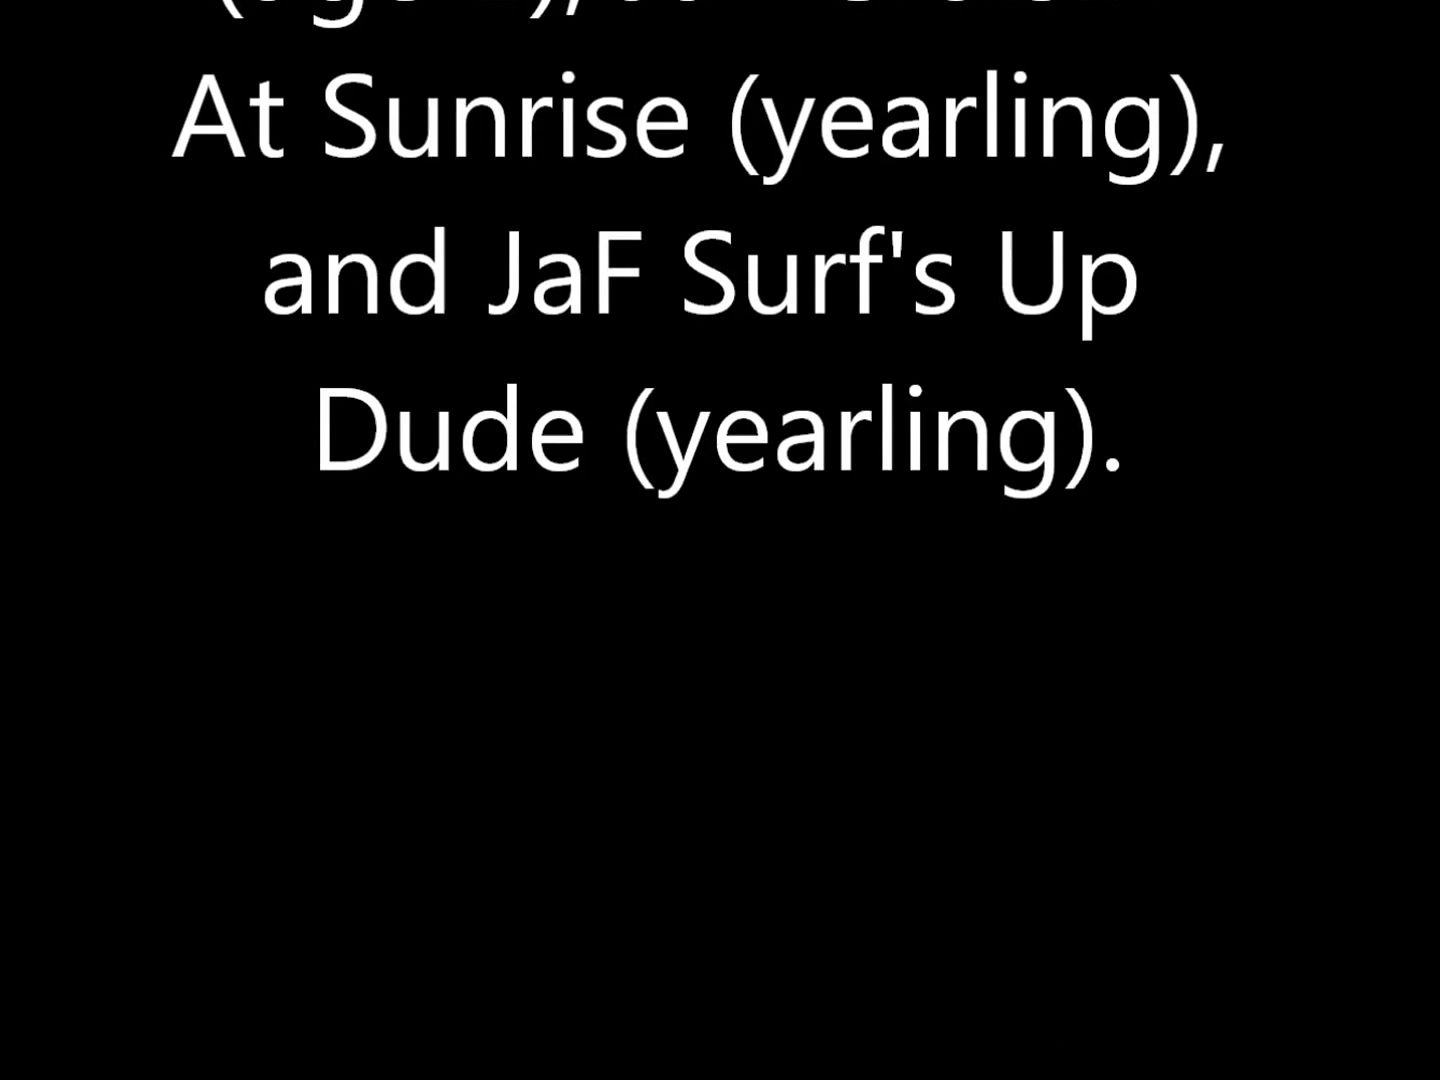 At Sunrise (yearling),
and JaF Surf's Up
Dude (yearling).